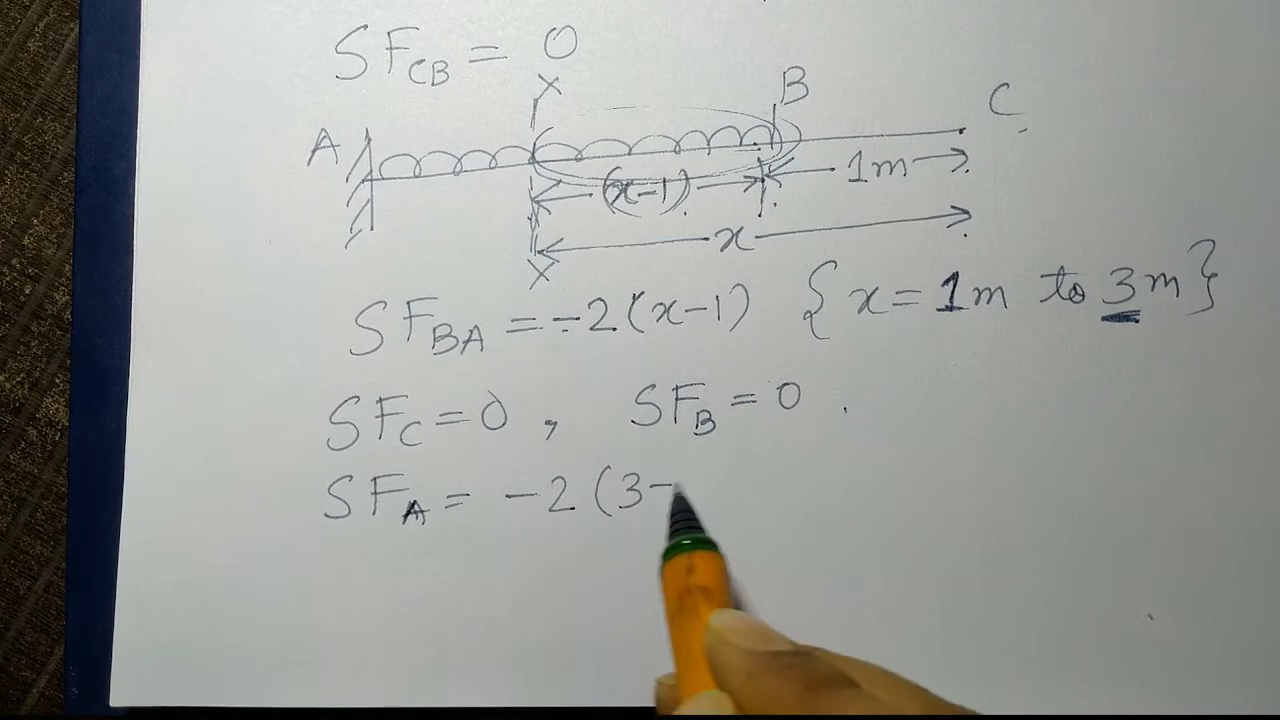 SF_CB = 0
X
B
C
A
(x-1)
1m
x
X
SF_BA = -2(x-1) {x = 1m to 3m}
SF_C = 0, SF_B = 0.
SF_A = -2(3-